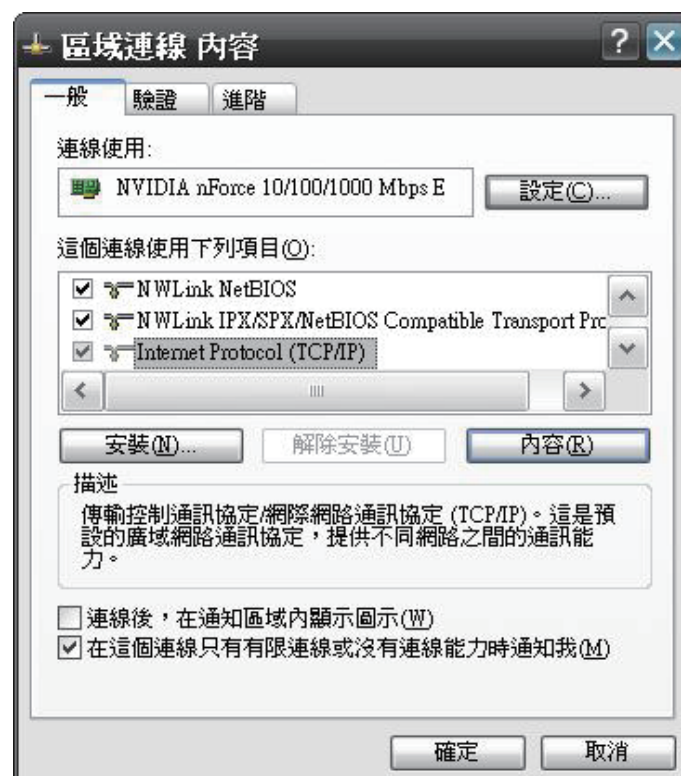 區域連線 內容
一般 驗證 進階
連線使用:
NVIDIA nForce 10/100/1000 Mbps E
設定(C)...
這個連線使用下列項目(O):
NWLink NetBIOS
NWLink IPX/SPX/NetBIOS Compatible Transport Prc
Internet Protocol (TCP/IP)
安裝(N)... 解除安裝(U) 內容(R)
描述
傳輸控制通訊協定/網際網路通訊協定 (TCP/IP)。這是預
設的廣域網路通訊協定，提供不同網路之間的通訊能
力。
連線後，在通知區域內顯示圖示(W)
在這個連線只有有限連線或沒有連線能力時通知我(M)
確定 取消